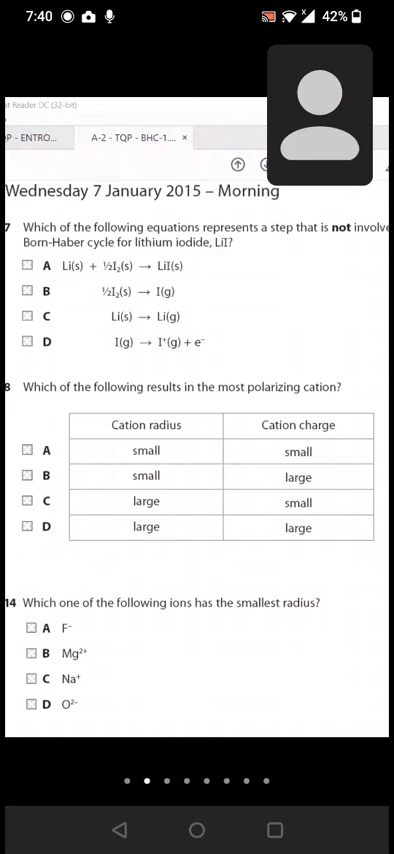 7:40
42%
at Reader DC (32-bit)
QP - ENTRO...
A-2 - TQP - BHC-1.... ×
Wednesday 7 January 2015 – Morning
7 Which of the following equations represents a step that is not involve
Born-Haber cycle for lithium iodide, LiI?
A Li(s) + ½I₂(s) → LiI(s)
B ½I₂(s) → I(g)
C Li(s) → Li(g)
D I(g) → I⁺(g) + e⁻
8 Which of the following results in the most polarizing cation?
Cation radius Cation charge
A small small
B small large
C large small
D large large
14 Which one of the following ions has the smallest radius?
A F⁻
B Mg²⁺
C Na⁺
D O²⁻